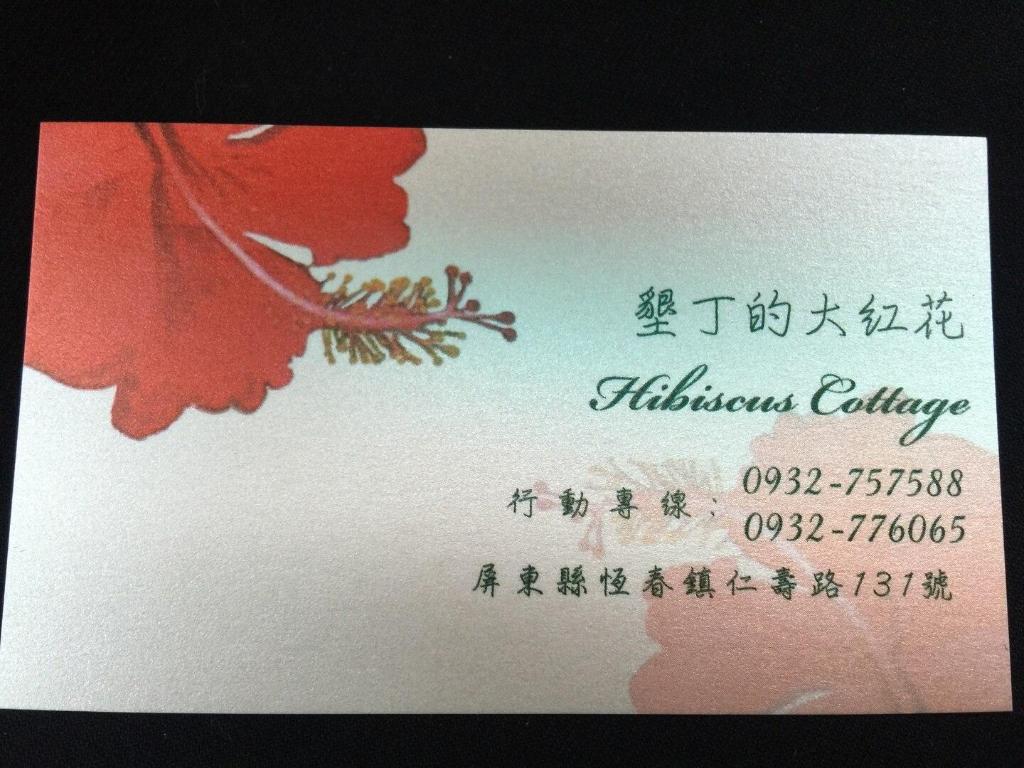 墾丁的大紅花
Hibiscus Cottage
行動專線：0932-757588
0932-776065
屏東縣恆春鎮仁壽路131號